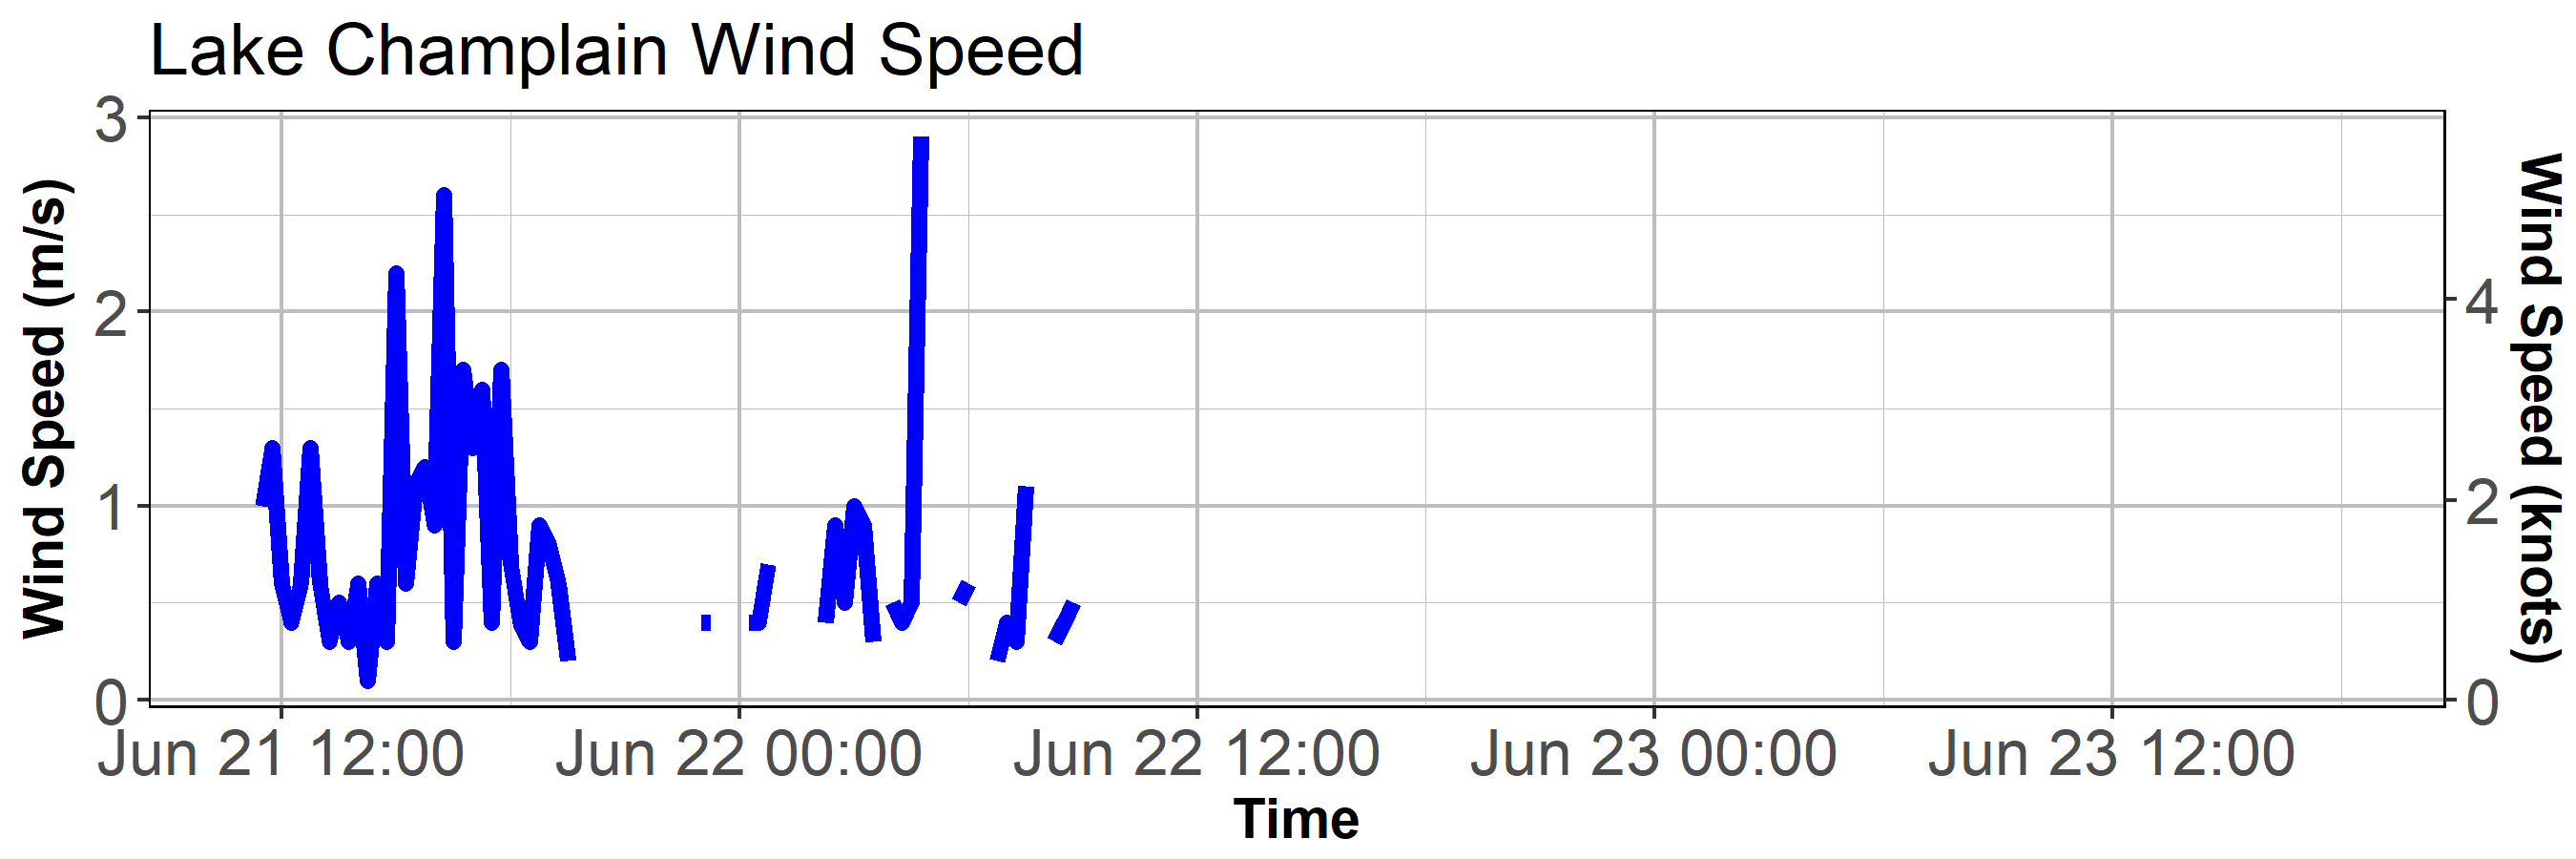 Lake Champlain Wind Speed
3
2
1
0
Wind Speed (m/s)
4
2
0
Wind Speed (knots)
Jun 21 12:00 Jun 22 00:00 Jun 22 12:00 Jun 23 00:00 Jun 23 12:00
Time